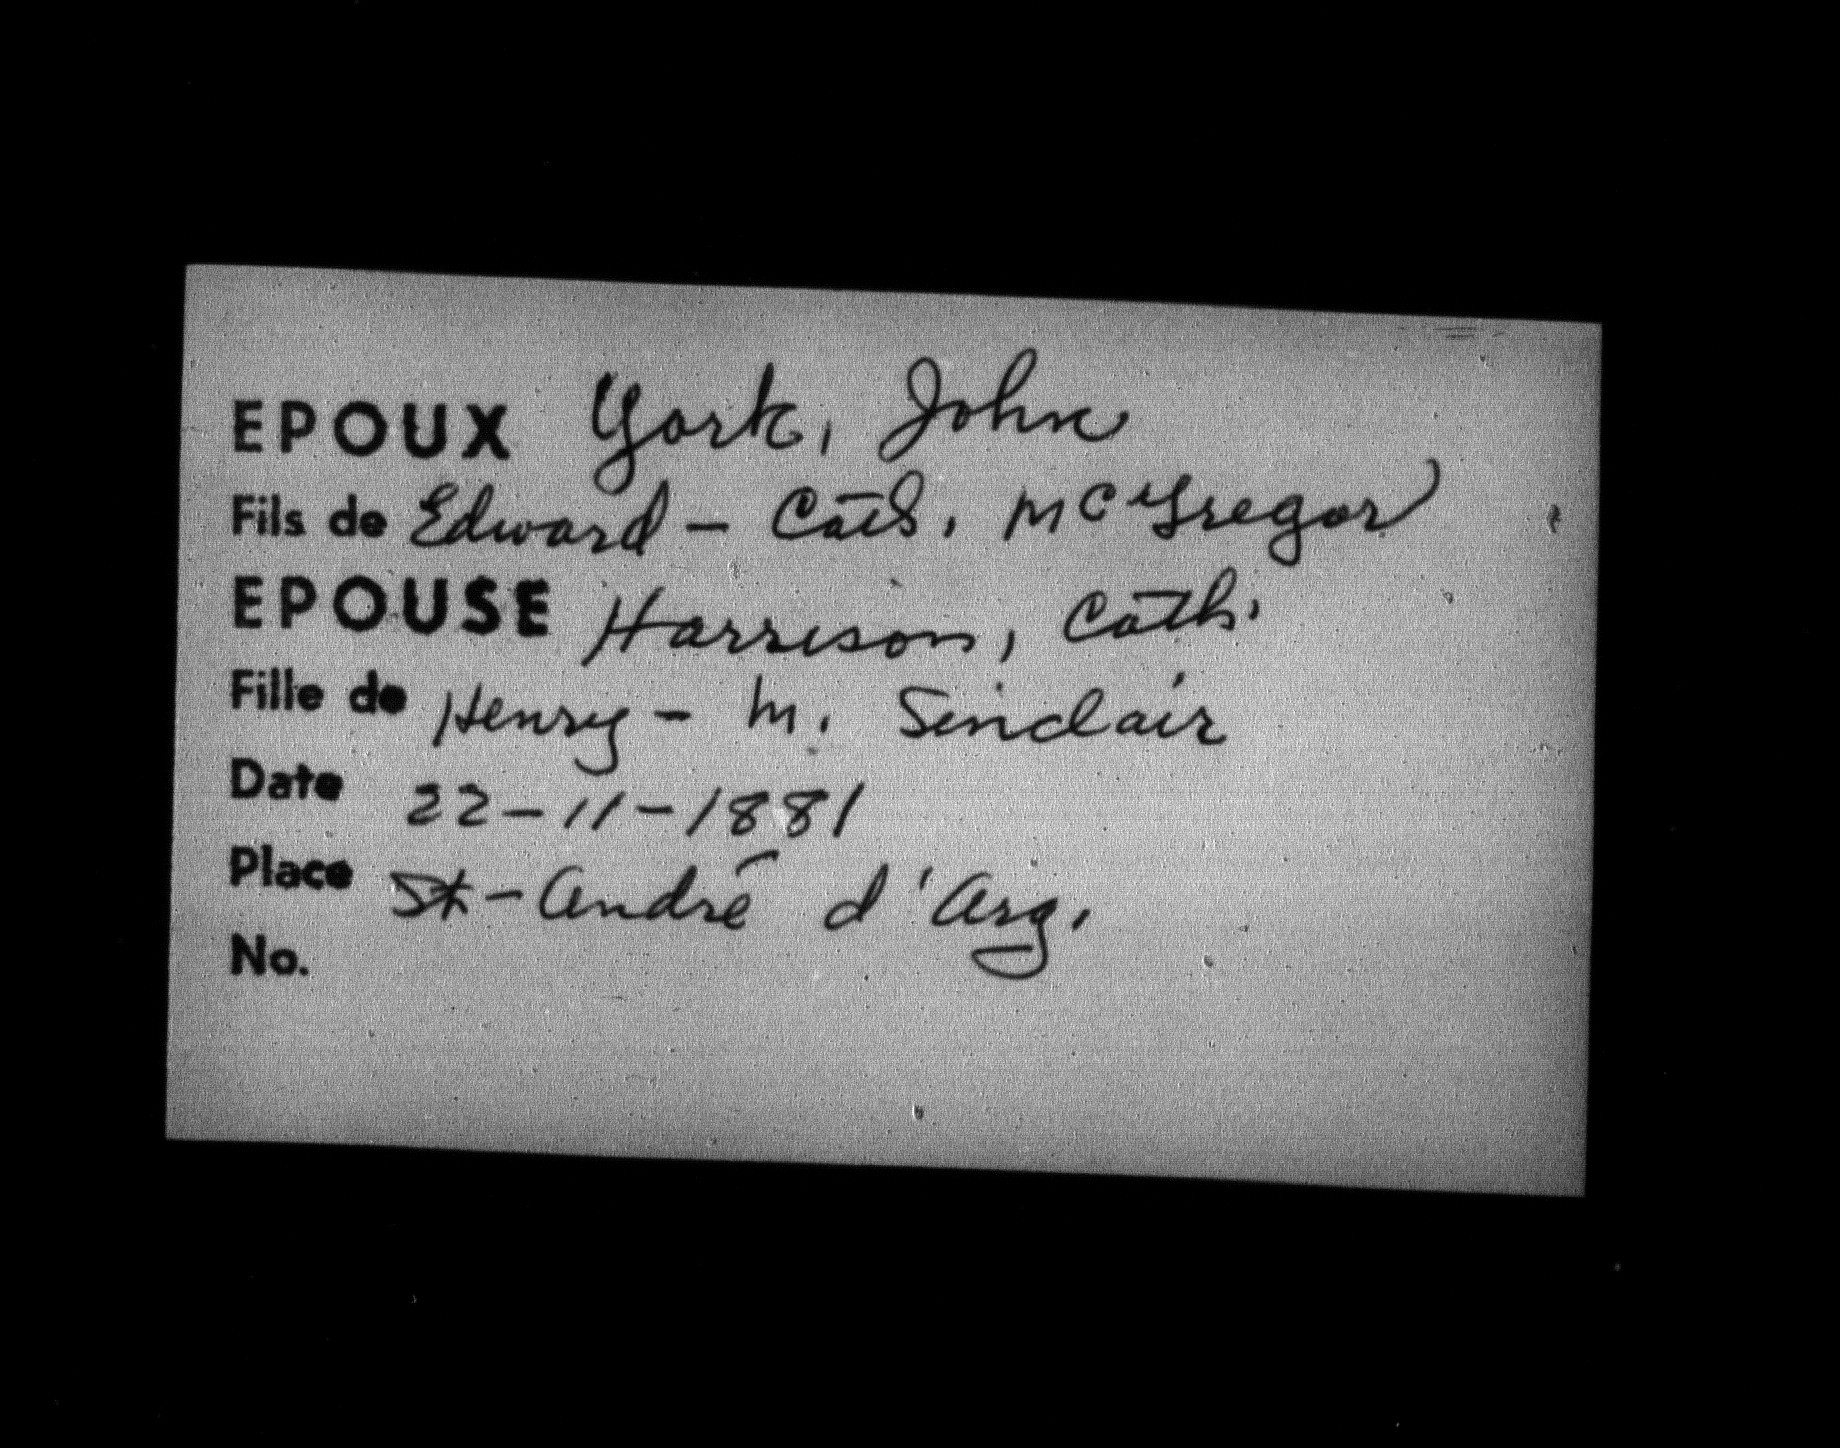 EPOUX York, John
Fils de Edward - Cath. McGregor
EPOUSE Harrison, Cath.
Fille de Henry - M. Sinclair
Date 22-11-1881
Place St-André d'Arg.
No.